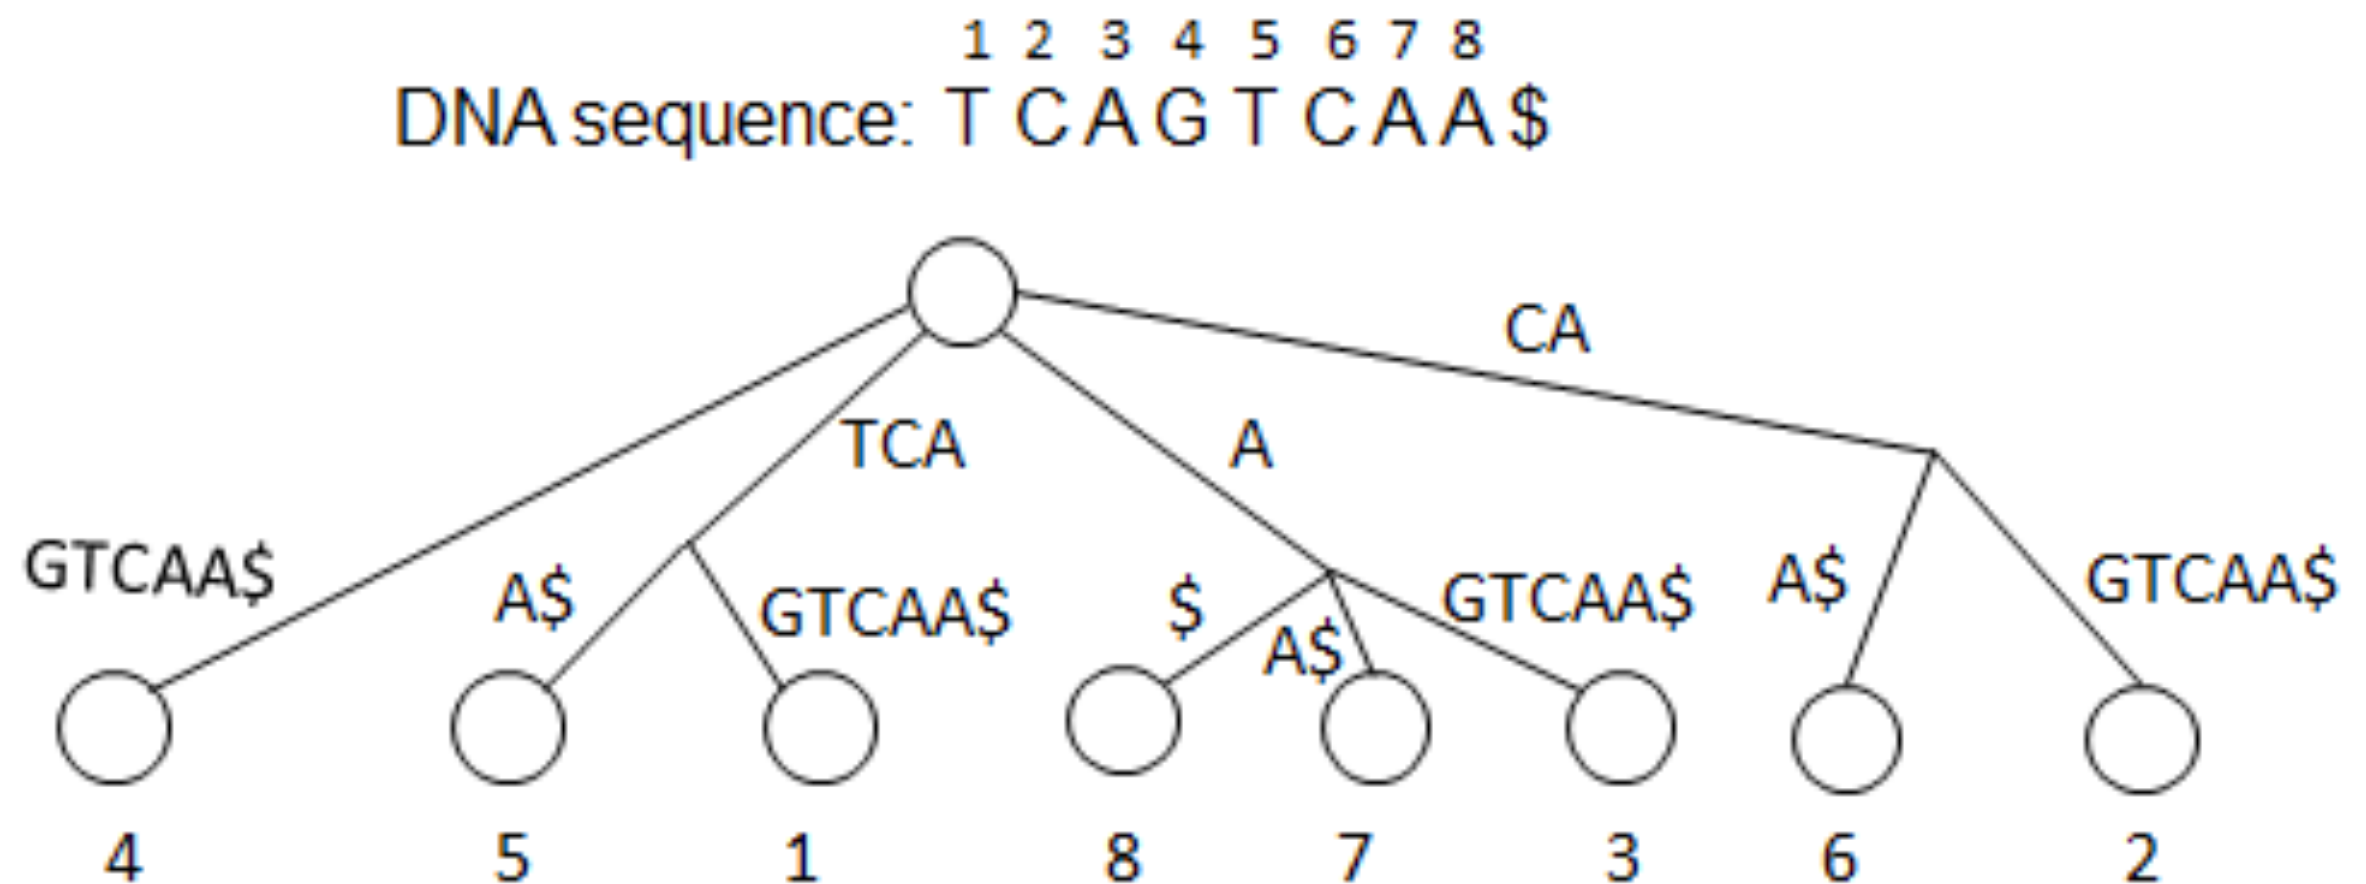 1 2 3 4 5 6 7 8
DNA sequence: T C A G T C A A $
CA
TCA A
GTCAA$ A$ GTCAA$ $ A$ GTCAA$ A$ GTCAA$
4 5 1 8 7 3 6 2